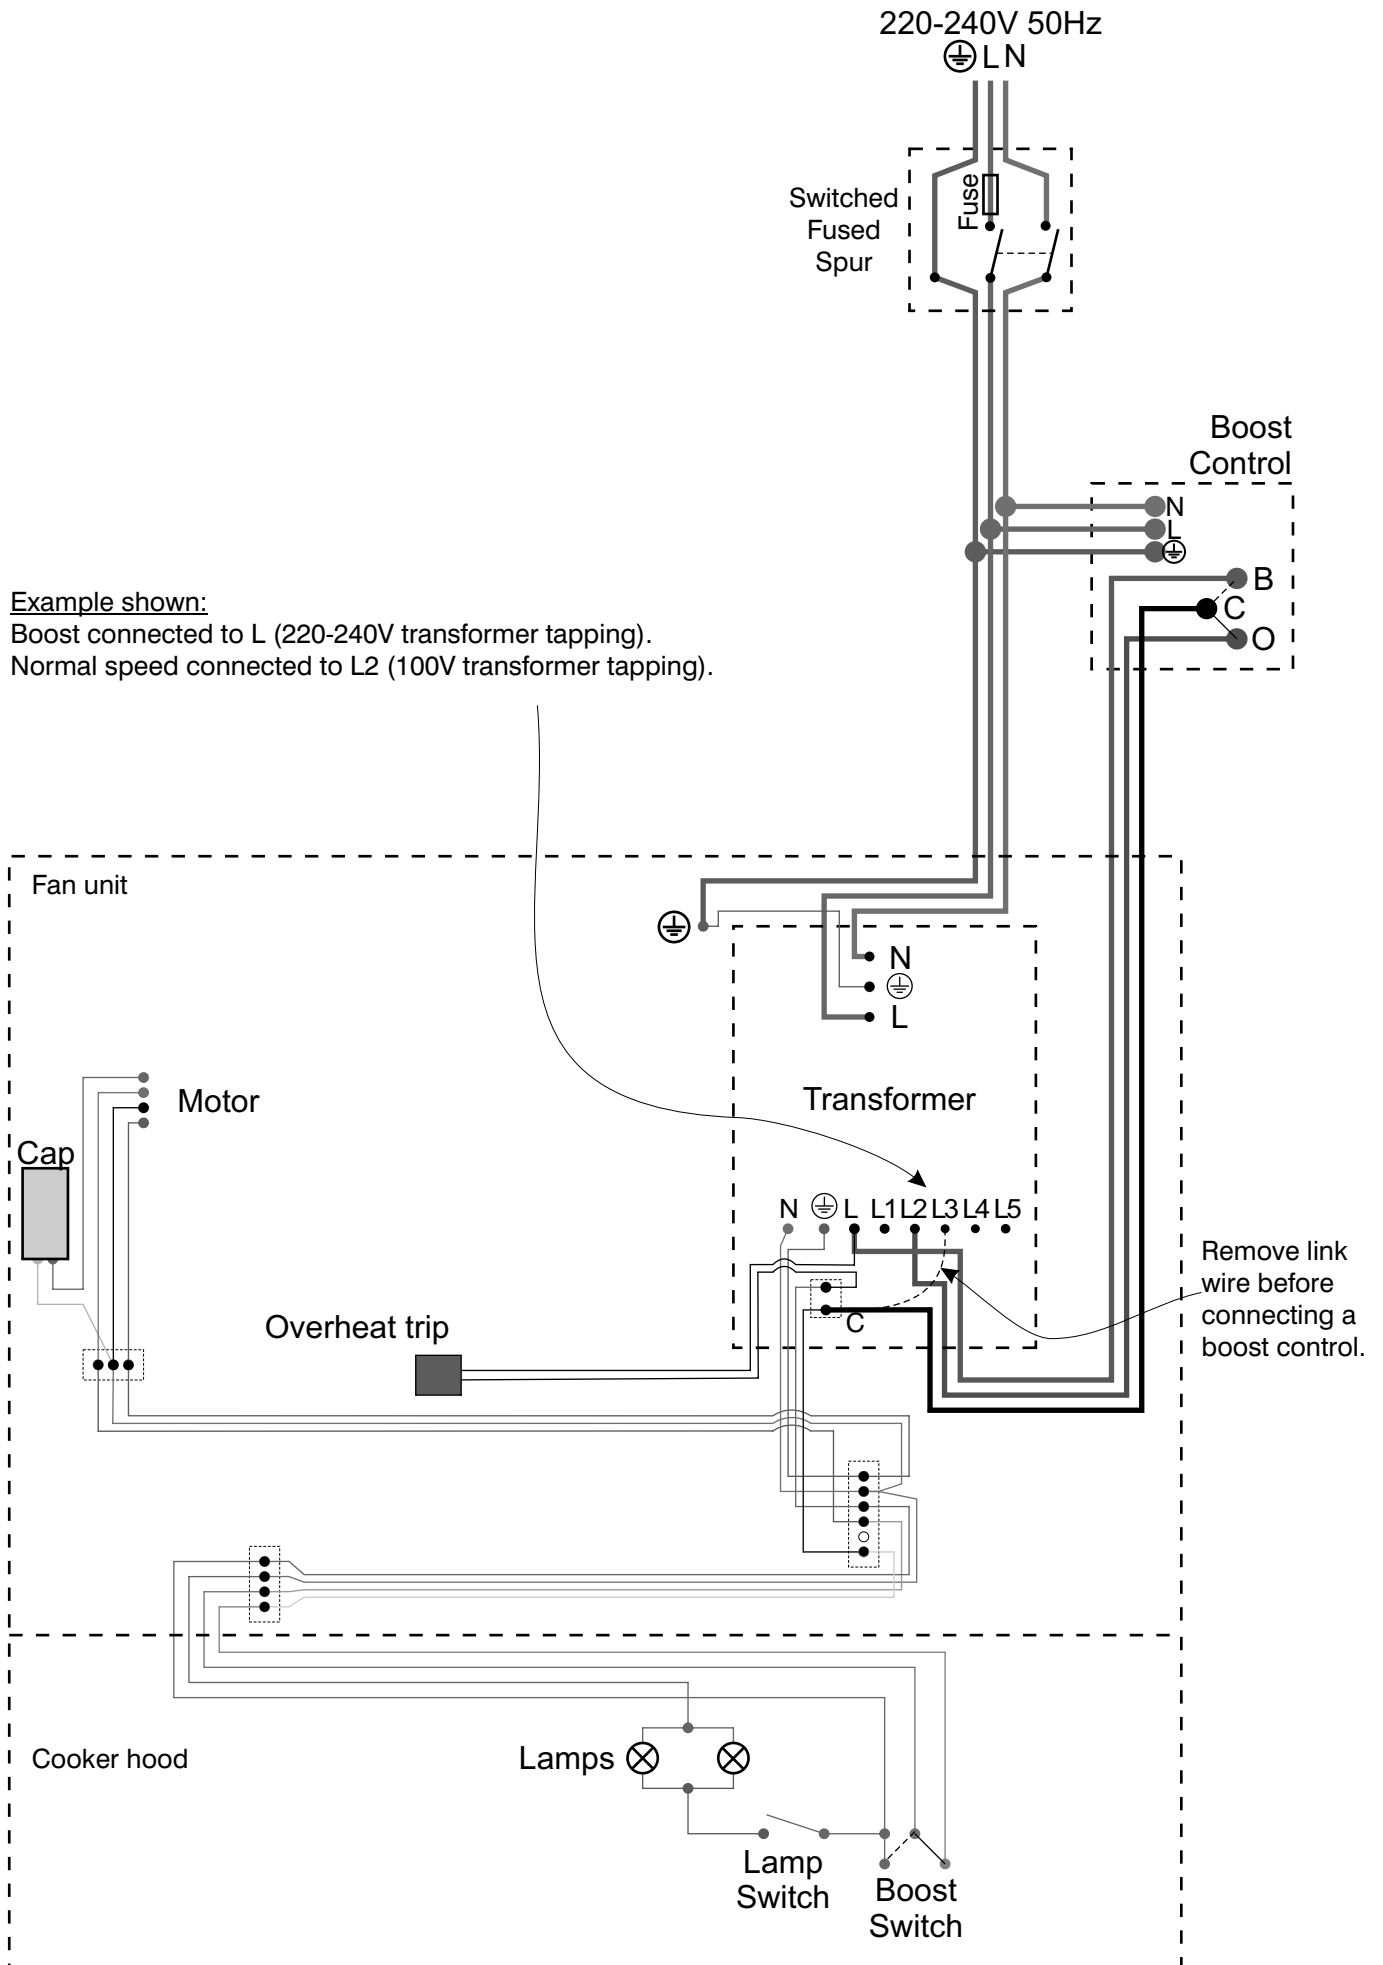 220-240V 50Hz
L N
Switched
Fused
Spur
Fuse
Boost
Control
N
L
B
C
O
Example shown:
Boost connected to L (220-240V transformer tapping).
Normal speed connected to L2 (100V transformer tapping).
Fan unit
N
L
Transformer
Motor
Cap
N L L1 L2 L3 L4 L5
C
Remove link
wire before
connecting a
boost control.
Overheat trip
Cooker hood
Lamps
Lamp
Switch
Boost
Switch